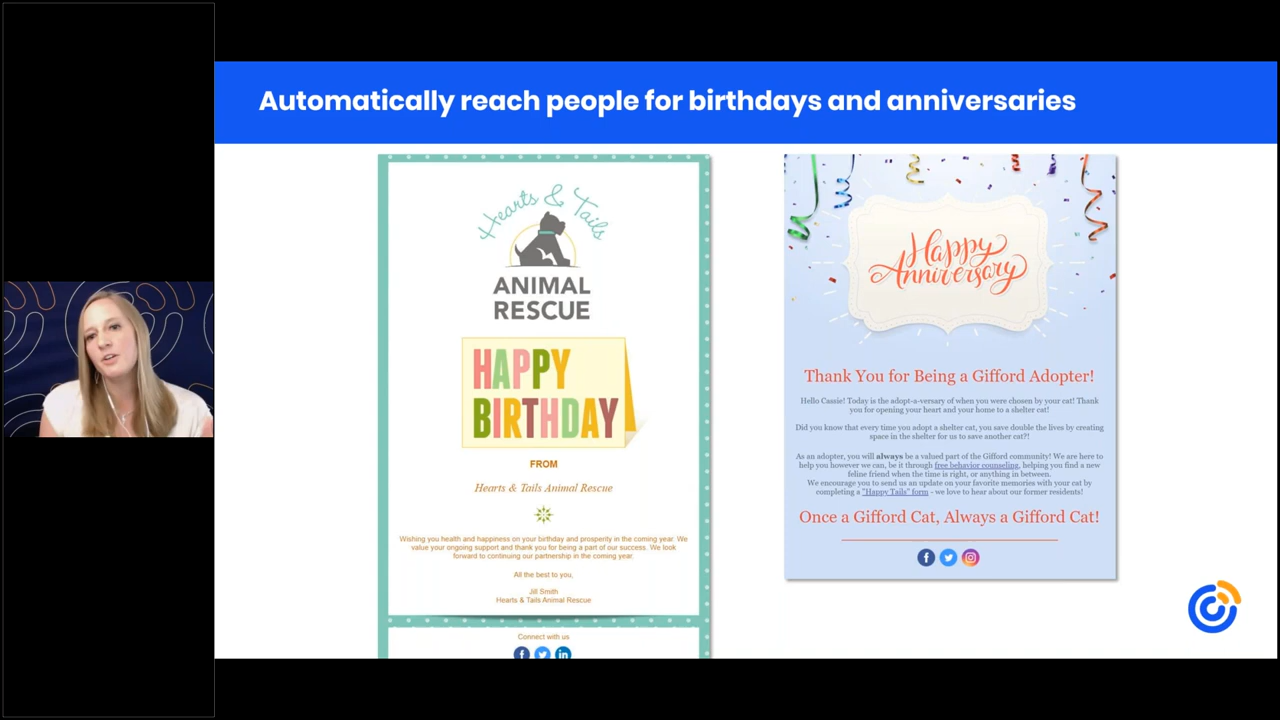 Automatically reach people for birthdays and anniversaries
Hearts & Tails
ANIMAL
RESCUE
HAPPY
BIRTHDAY
FROM
Hearts & Tails Animal Rescue
Wishing you health and happiness on your birthday and prosperity in the coming year. We
value your ongoing support and thank you for being a part of our success. We look
forward to continuing our partnership in the coming year.
All the best to you,
Jill Smith
Hearts & Tails Animal Rescue
Connect with us
Happy
Anniversary
Thank You for Being a Gifford Adopter!
Hello Cassie! Today is the adopt-a-versary of when you were chosen by your cat! Thank
you for opening your heart and your home to a shelter cat!
Did you know that every time you adopt a shelter cat, you save double the lives by creating
space in the shelter for us to save another cat?!
As an adopter, you will always be a valued part of the Gifford community! We are here to
help you however we can, be it through free behavior counseling, helping you find a new
feline friend when the time is right, or anything in between.
We encourage you to send us an update on your favorite memories with your cat by
completing a "Happy Tails" form - we love to hear about our former residents!
Once a Gifford Cat, Always a Gifford Cat!